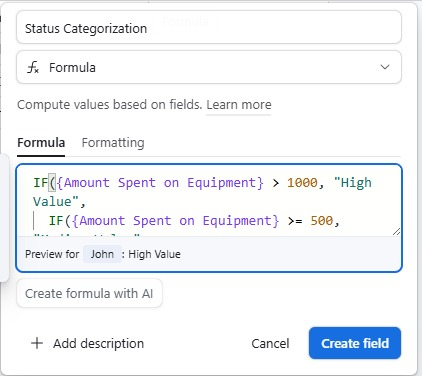 Status Categorization
fx Formula
Compute values based on fields. Learn more
Formula Formatting
IF({Amount Spent on Equipment} > 1000, "High
Value",
IF({Amount Spent on Equipment} >= 500,
Preview for John : High Value
Create formula with AI
+ Add description Cancel Create field